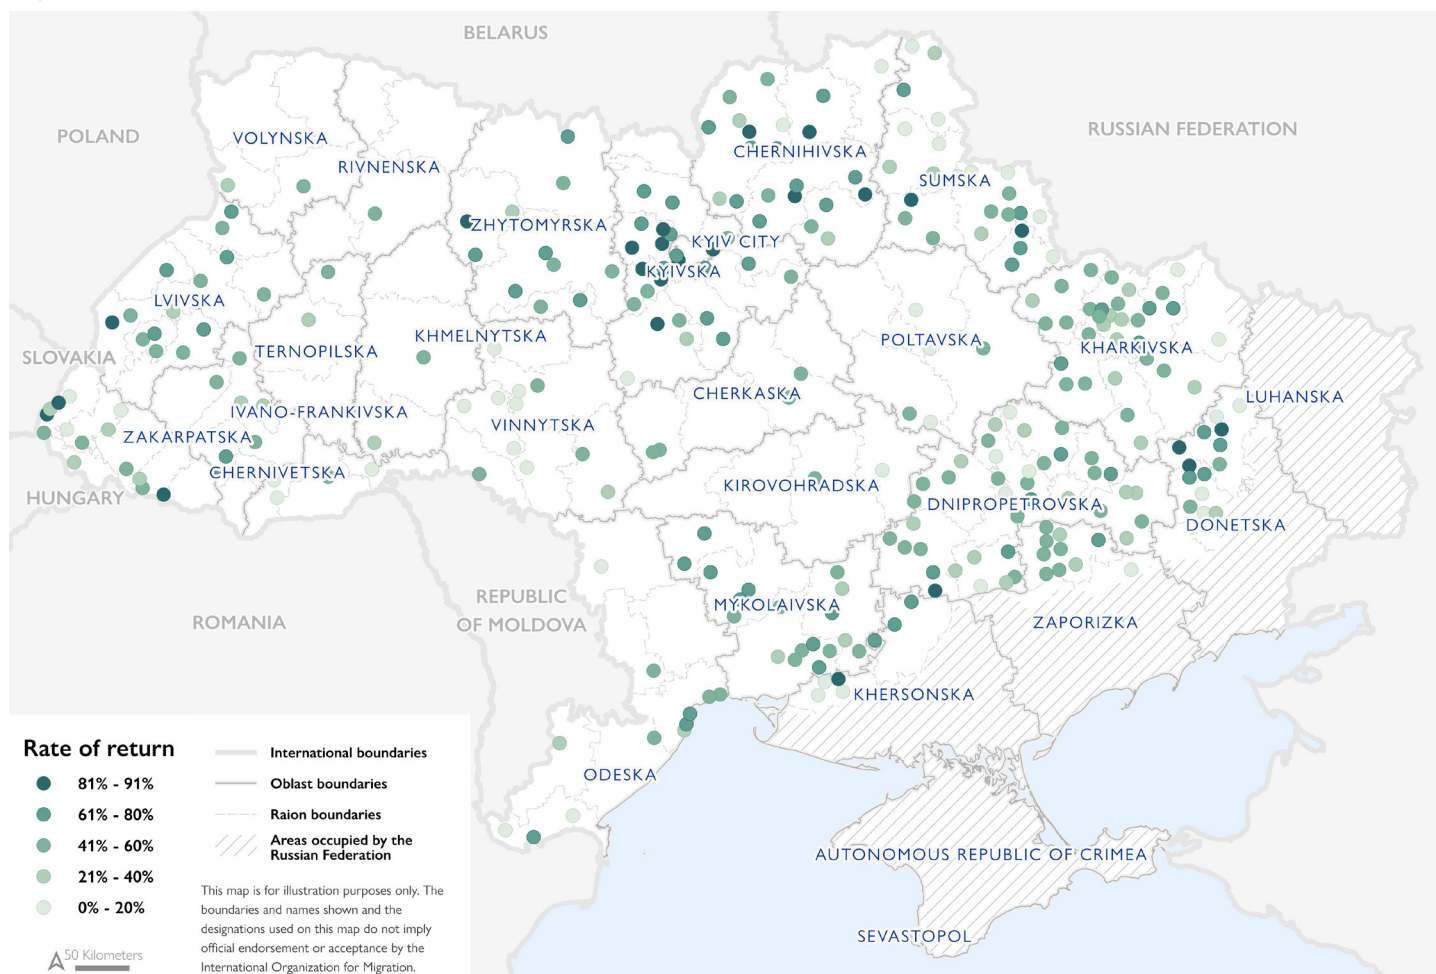 BELARUS
POLAND
RUSSIAN FEDERATION
VOLYNSKA
RIVNENSKA
CHERNIHIVSKA
SUMSKA
ZHYTOMYRSKA
KYIV CITY
KYIVSKA
LVIVSKA
KHMELNYTSKA
POLTAVSKA
KHARKIVSKA
SLOVAKIA
TERNOPILSKA
CHERKASKA
LUHANSKA
IVANO-FRANKIVSKA
VINNYTSKA
ZAKARPATSKA
CHERNIVETSKA
KIROVOHRADSKA
HUNGARY
DNIPROPETROVSKA
DONETSKA
REPUBLIC
OF MOLDOVA
MYKOLAIVSKA
ROMANIA
ZAPORIZKA
KHERSONSKA
ODESKA
AUTONOMOUS REPUBLIC OF CRIMEA
SEVASTOPOL
Rate of return
81% - 91%
61% - 80%
41% - 60%
21% - 40%
0% - 20%
50 Kilometers
International boundaries
Oblast boundaries
Raion boundaries
Areas occupied by the
Russian Federation
This map is for illustration purposes only. The
boundaries and names shown and the
designations used on this map do not imply
official endorsement or acceptance by the
International Organization for Migration.